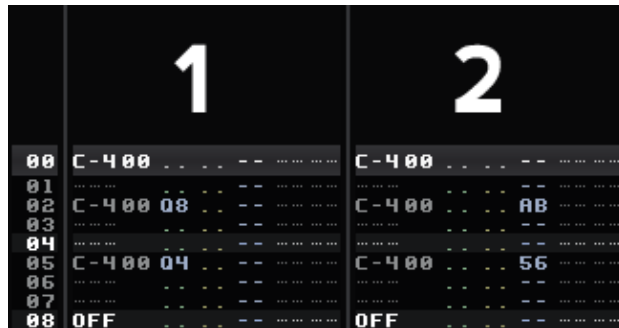 1 2
00 C-400 . . . . -- ... ... ... C-400 . . . . -- ... ... ...
01 ... ... ... . . . . -- ... ... ... ... ... ... . . . . -- ... ... ...
02 C-400 Q8 . . -- ... ... ... C-400 . . . . AB ... ... ...
03 ... ... ... . . . . -- ... ... ... ... ... ... . . . . -- ... ... ...
04 ... ... ... . . . . -- ... ... ... ... ... ... . . . . -- ... ... ...
05 C-400 Q4 . . -- ... ... ... C-400 . . . . 56 ... ... ...
06 ... ... ... . . . . -- ... ... ... ... ... ... . . . . -- ... ... ...
07 ... ... ... . . . . -- ... ... ... ... ... ... . . . . -- ... ... ...
08 OFF . . . . -- ... ... ... OFF . . . . -- ... ... ...